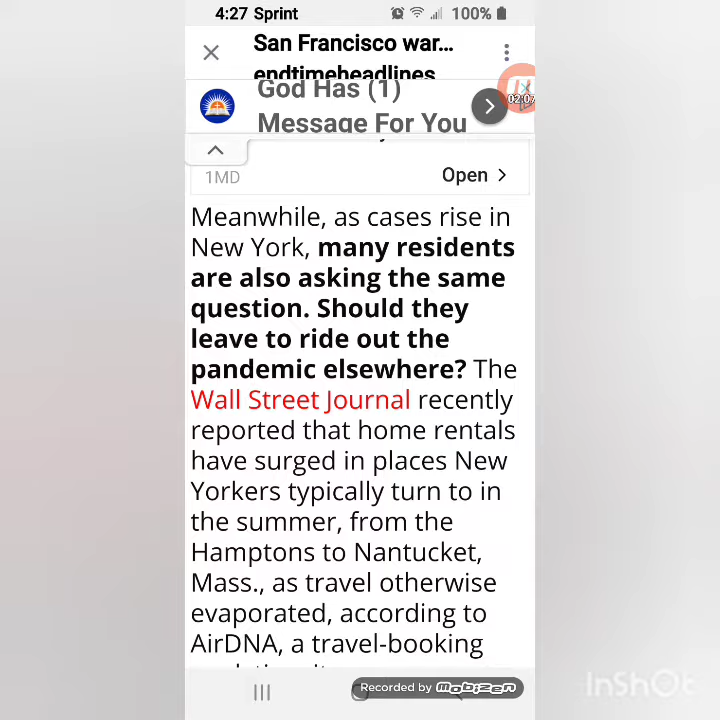 4:27 Sprint 100%
San Francisco war...
endtimeheadlines
God Has (1)
Message For You
02:07
1MD
Open >
Meanwhile, as cases rise in
New York, many residents
are also asking the same
question. Should they
leave to ride out the
pandemic elsewhere? The
Wall Street Journal recently
reported that home rentals
have surged in places New
Yorkers typically turn to in
the summer, from the
Hamptons to Nantucket,
Mass., as travel otherwise
evaporated, according to
AirDNA, a travel-booking
Recorded by Mobizen
InShOt